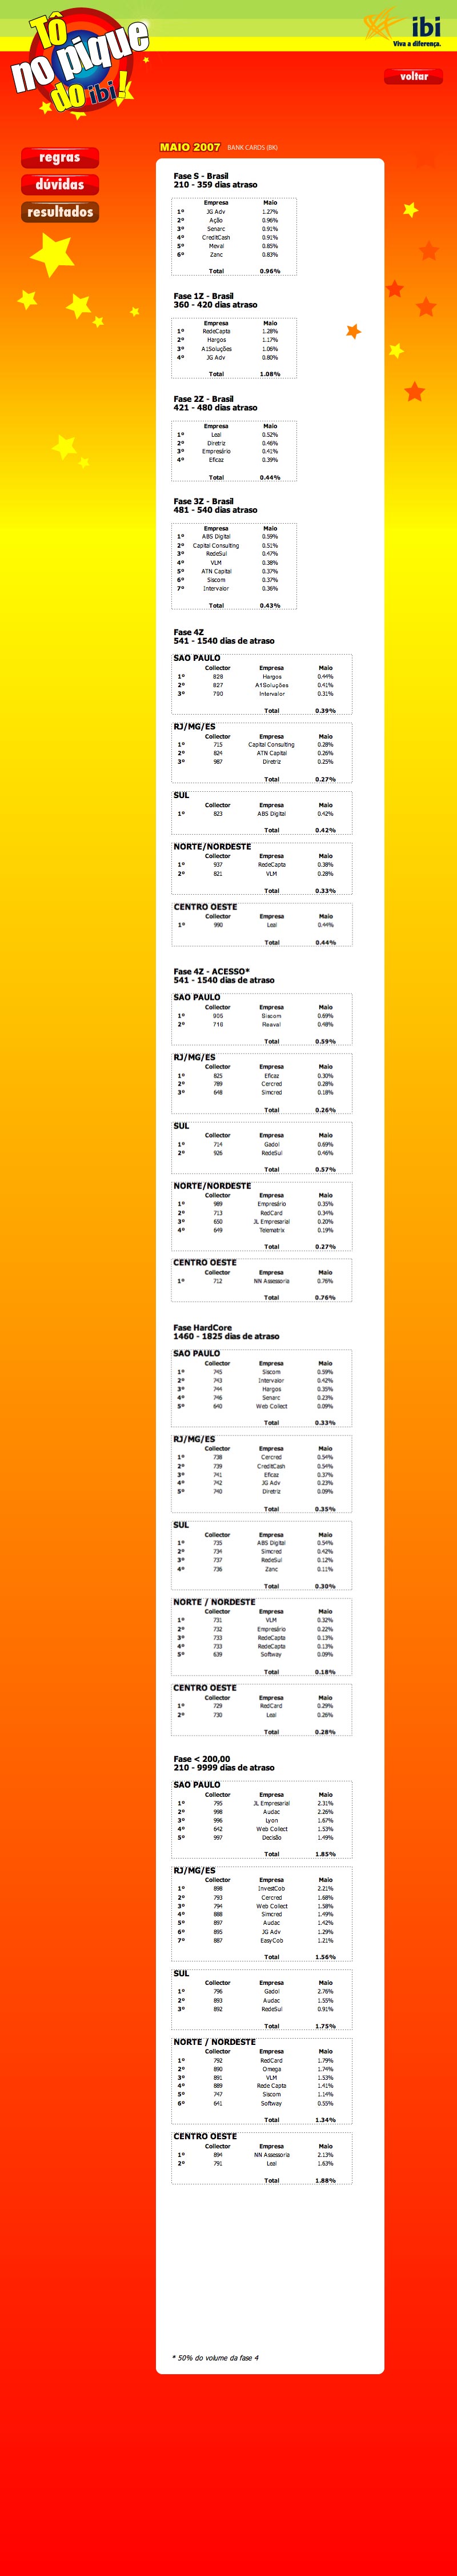 Tô
no pique
do ibi!
ibi
Viva a diferença.
voltar
regras
dúvidas
resultados
MAIO 2007 BANK CARDS (BK)
Fase S - Brasil
210 - 359 dias atraso
Empresa Maio
1º JG Adv 1.27%
2º Ação 0.96%
3º Senarc 0.91%
4º CreditCash 0.91%
5º Meval 0.85%
6º Zanc 0.83%
Total 0.96%
Fase 1Z - Brasil
360 - 420 dias atraso
Empresa Maio
1º RedeCapta 1.28%
2º Hargos 1.17%
3º A1Soluções 1.06%
4º JG Adv 0.80%
Total 1.08%
Fase 2Z - Brasil
421 - 480 dias atraso
Empresa Maio
1º Leal 0.52%
2º Diretriz 0.46%
3º Empresário 0.41%
4º Eficaz 0.39%
Total 0.44%
Fase 3Z - Brasil
481 - 540 dias atraso
Empresa Maio
1º ABS Digital 0.59%
2º Capital Consulting 0.51%
3º RedeSul 0.47%
4º VLM 0.38%
5º ATN Capital 0.37%
6º Siscom 0.37%
7º Intervalor 0.36%
Total 0.43%
Fase 4Z
541 - 1540 dias de atraso
SAO PAULO
Collector Empresa Maio
1º 828 Hargos 0.44%
2º 827 A1Soluções 0.41%
3º 790 Intervalor 0.31%
Total 0.39%
RJ/MG/ES
Collector Empresa Maio
1º 715 Capital Consulting 0.28%
2º 824 ATN Capital 0.26%
3º 987 Diretriz 0.25%
Total 0.27%
SUL
Collector Empresa Maio
1º 823 ABS Digital 0.42%
Total 0.42%
NORTE/NORDESTE
Collector Empresa Maio
1º 937 RedeCapta 0.38%
2º 821 VLM 0.28%
Total 0.33%
CENTRO OESTE
Collector Empresa Maio
1º 990 Leal 0.44%
Total 0.44%
Fase 4Z - ACESSO*
541 - 1540 dias de atraso
SAO PAULO
Collector Empresa Maio
1º 905 Siscom 0.69%
2º 716 Reaval 0.48%
Total 0.59%
RJ/MG/ES
Collector Empresa Maio
1º 825 Eficaz 0.30%
2º 789 Cercred 0.28%
3º 648 Simcred 0.18%
Total 0.26%
SUL
Collector Empresa Maio
1º 714 Gadol 0.69%
2º 926 RedeSul 0.46%
Total 0.57%
NORTE/NORDESTE
Collector Empresa Maio
1º 989 Empresário 0.35%
2º 713 RedCard 0.34%
3º 650 JL Empresarial 0.20%
4º 649 Telematrix 0.19%
Total 0.27%
CENTRO OESTE
Collector Empresa Maio
1º 712 NN Assessoria 0.76%
Total 0.76%
Fase HardCore
1460 - 1825 dias de atraso
SAO PAULO
Collector Empresa Maio
1º 745 Siscom 0.59%
2º 743 Intervalor 0.42%
3º 744 Hargos 0.35%
4º 746 Senarc 0.23%
5º 640 Web Collect 0.09%
Total 0.33%
RJ/MG/ES
Collector Empresa Maio
1º 738 Cercred 0.54%
2º 739 CreditCash 0.54%
3º 741 Eficaz 0.37%
4º 742 JG Adv 0.23%
5º 740 Diretriz 0.09%
Total 0.35%
SUL
Collector Empresa Maio
1º 735 ABS Digital 0.54%
2º 734 Simcred 0.42%
3º 737 RedeSul 0.12%
4º 736 Zanc 0.11%
Total 0.30%
NORTE / NORDESTE
Collector Empresa Maio
1º 731 VLM 0.32%
2º 732 Empresário 0.22%
3º 733 RedeCapta 0.13%
4º 733 RedeCapta 0.13%
5º 639 Softway 0.09%
Total 0.18%
CENTRO OESTE
Collector Empresa Maio
1º 729 RedCard 0.29%
2º 730 Leal 0.26%
Total 0.28%
Fase < 200,00
210 - 9999 dias de atraso
SAO PAULO
Collector Empresa Maio
1º 795 JL Empresarial 2.31%
2º 998 Audac 2.26%
3º 996 Lyon 1.67%
4º 642 Web Collect 1.53%
5º 997 Decisão 1.49%
Total 1.85%
RJ/MG/ES
Collector Empresa Maio
1º 898 InvestCob 2.21%
2º 793 Cercred 1.68%
3º 794 Web Collect 1.58%
4º 888 Simcred 1.49%
5º 897 Audac 1.42%
6º 895 JG Adv 1.29%
7º 887 EasyCob 1.21%
Total 1.56%
SUL
Collector Empresa Maio
1º 796 Gadol 2.76%
2º 893 Audac 1.55%
3º 892 RedeSul 0.91%
Total 1.75%
NORTE / NORDESTE
Collector Empresa Maio
1º 792 RedCard 1.79%
2º 890 Omega 1.74%
3º 891 VLM 1.53%
4º 889 Rede Capta 1.41%
5º 747 Siscom 1.14%
6º 641 Softway 0.55%
Total 1.34%
CENTRO OESTE
Collector Empresa Maio
1º 894 NN Assessoria 2.13%
2º 791 Leal 1.63%
Total 1.88%
* 50% do volume da fase 4